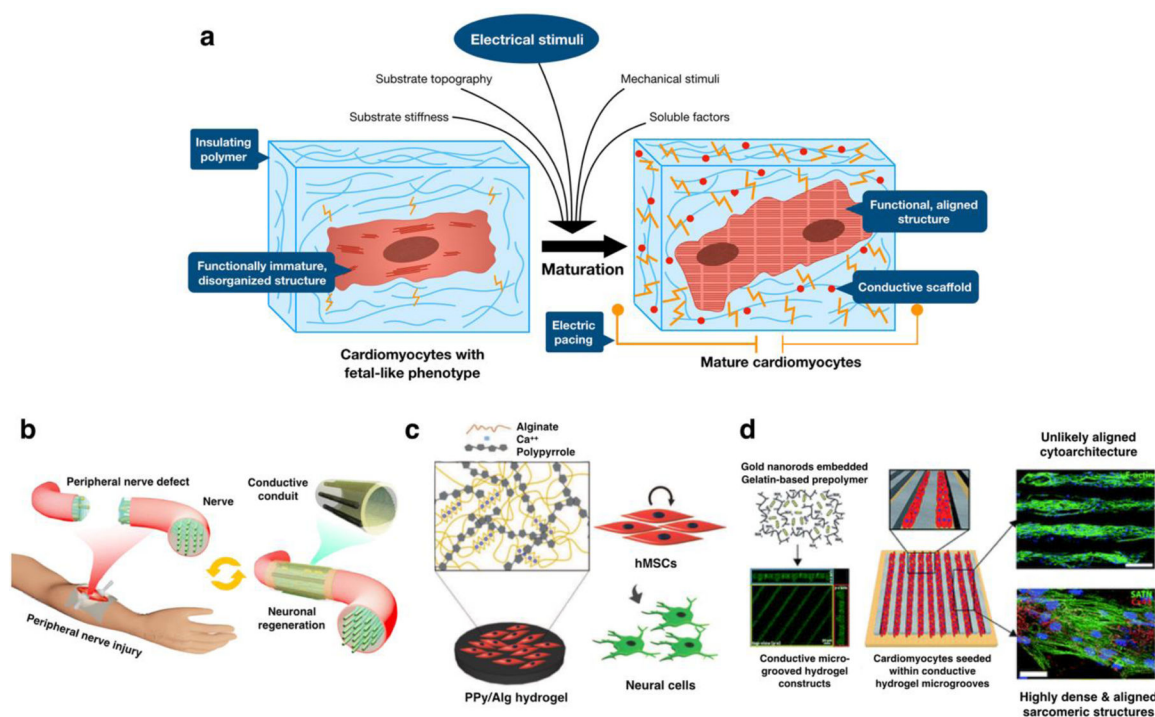 a
Electrical stimuli
Substrate topography
Mechanical stimuli
Substrate stiffness
Soluble factors
Insulating
polymer
Functional, aligned
structure
Functionally immature,
disorganized structure
Maturation
Conductive scaffold
Electric
pacing
Cardiomyocytes with
fetal-like phenotype
Mature cardiomyocytes
b
Peripheral nerve defect
Nerve
Conductive
conduit
Peripheral nerve injury
Neuronal
regeneration
c
Alginate
Ca++
Polypyrrole
hMSCs
PPy/Alg hydrogel
Neural cells
d
Gold nanorods embedded
Gelatin-based prepolymer
Conductive micro-
grooved hydrogel
constructs
Cardiomyocytes seeded
within conductive
hydrogel microgrooves
Unlikely aligned
cytoarchitecture
F-actin
Highly dense & aligned
sarcomeric structures